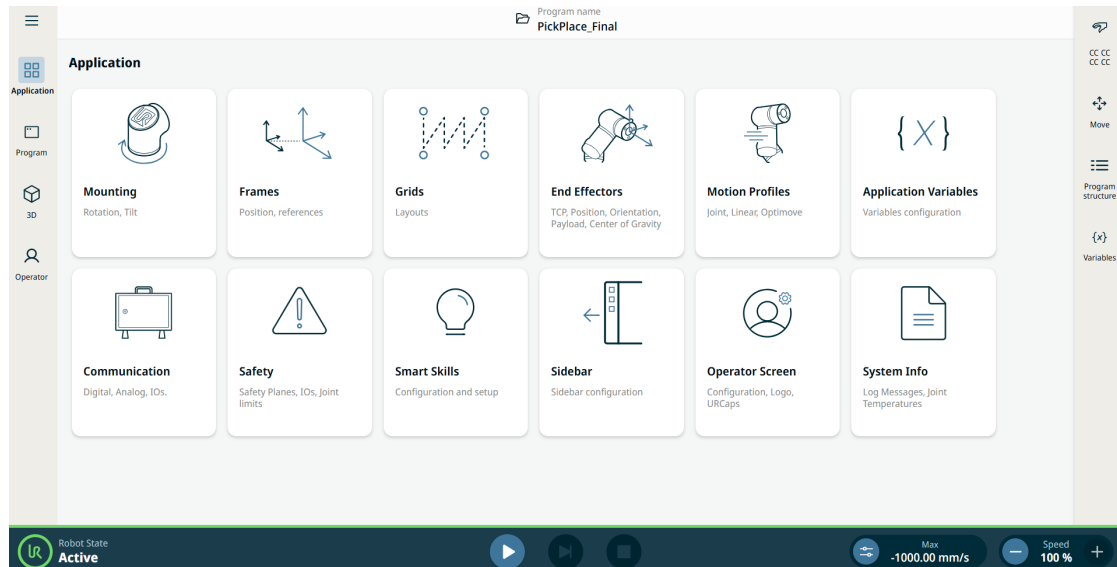 Program name
PickPlace_Final
Application
Program
3D
Operator
Application
Mounting
Rotation, Tilt
Frames
Position, references
Grids
Layouts
End Effectors
TCP, Position, Orientation,
Payload, Center of Gravity
Motion Profiles
Joint, Linear, Optimove
{X}
Application Variables
Variables configuration
Communication
Digital, Analog, IOs.
Safety
Safety Planes, IOs, Joint
limits
Smart Skills
Configuration and setup
Sidebar
Sidebar configuration
Operator Screen
Configuration, Logo,
URCaps
System Info
Log Messages, Joint
Temperatures
CC CC
CC CC
Move
Program
structure
{x}
Variables
UR
Robot State
Active
Max
-1000.00 mm/s
Speed
100 %